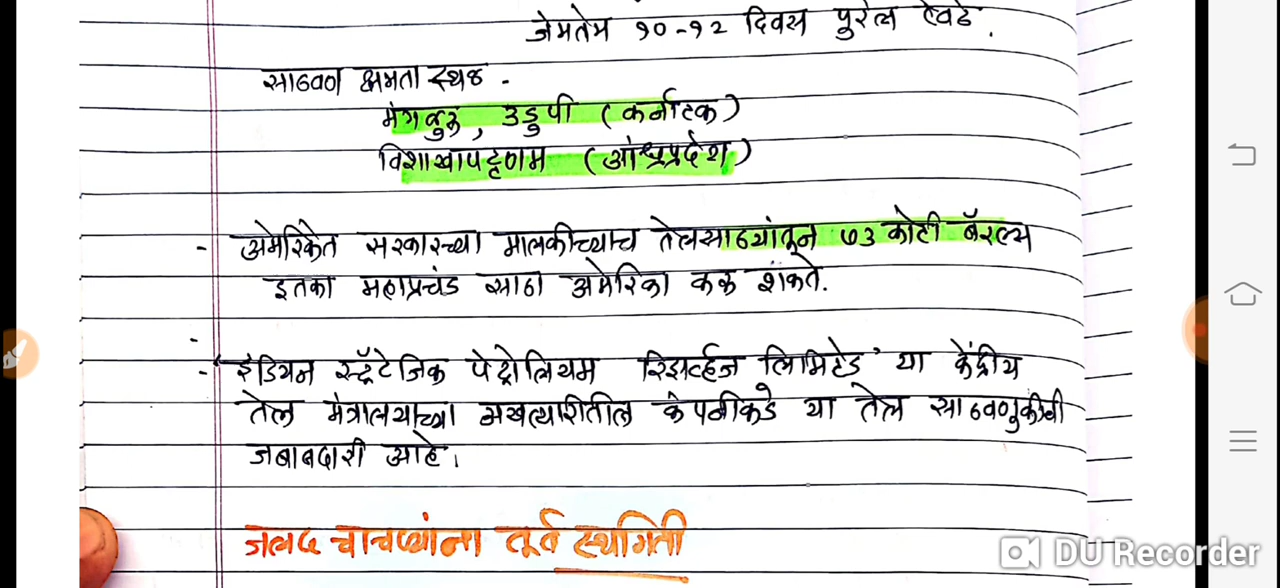 जेमतेम १०-१२ दिवस पुरेल ऐवढे.
साठवण क्षमता स्थळ -
मंगळुरू, उडुपी (कर्नाटक)
विशाखापट्टणम (आंध्रप्रदेश)
- अमेरिकेत सरकारच्या मालकीच्याच तेलसाठ्यांतून ७३ कोटी बॅरल्स
इतका महाप्रचंड साठा अमेरिका करू शकते.
- 'इंडियन स्ट्रॅटेजिक पेट्रोलियम रिझर्व्हज लिमिटेड' या केंद्रीय
तेल मंत्रालयाच्या अखत्यारितील कंपनीकडे या तेल साठवणुकीची
जबाबदारी आहे.
जलद चाचण्यांना तूर्त स्थगिती
DU Recorder